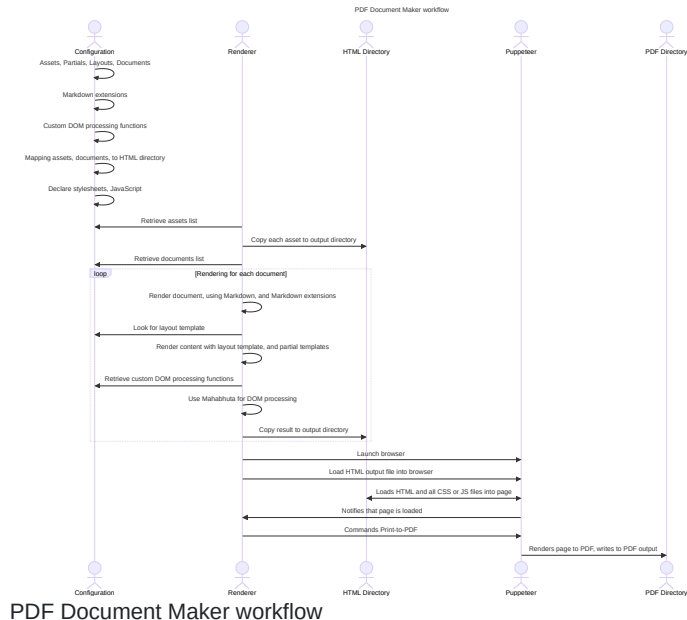 PDF Document Maker workflow
Configuration
Renderer
HTML Directory
Puppeteer
PDF Directory
Assets, Partials, Layouts, Documents
Markdown extensions
Custom DOM processing functions
Mapping assets, documents, to HTML directory
Declare stylesheets, JavaScript
Retrieve assets list
Copy each asset to output directory
Retrieve documents list
loop
[Rendering for each document]
Render document, using Markdown, and Markdown extensions
Look for layout template
Render content with layout template, and partial templates
Retrieve custom DOM processing functions
Use Mahabhuta for DOM processing
Copy result to output directory
Launch browser
Load HTML output file into browser
Loads HTML and all CSS or JS files into page
Notifies that page is loaded
Commands Print-to-PDF
Renders page to PDF, writes to PDF output
Configuration
Renderer
HTML Directory
Puppeteer
PDF Directory
PDF Document Maker workflow